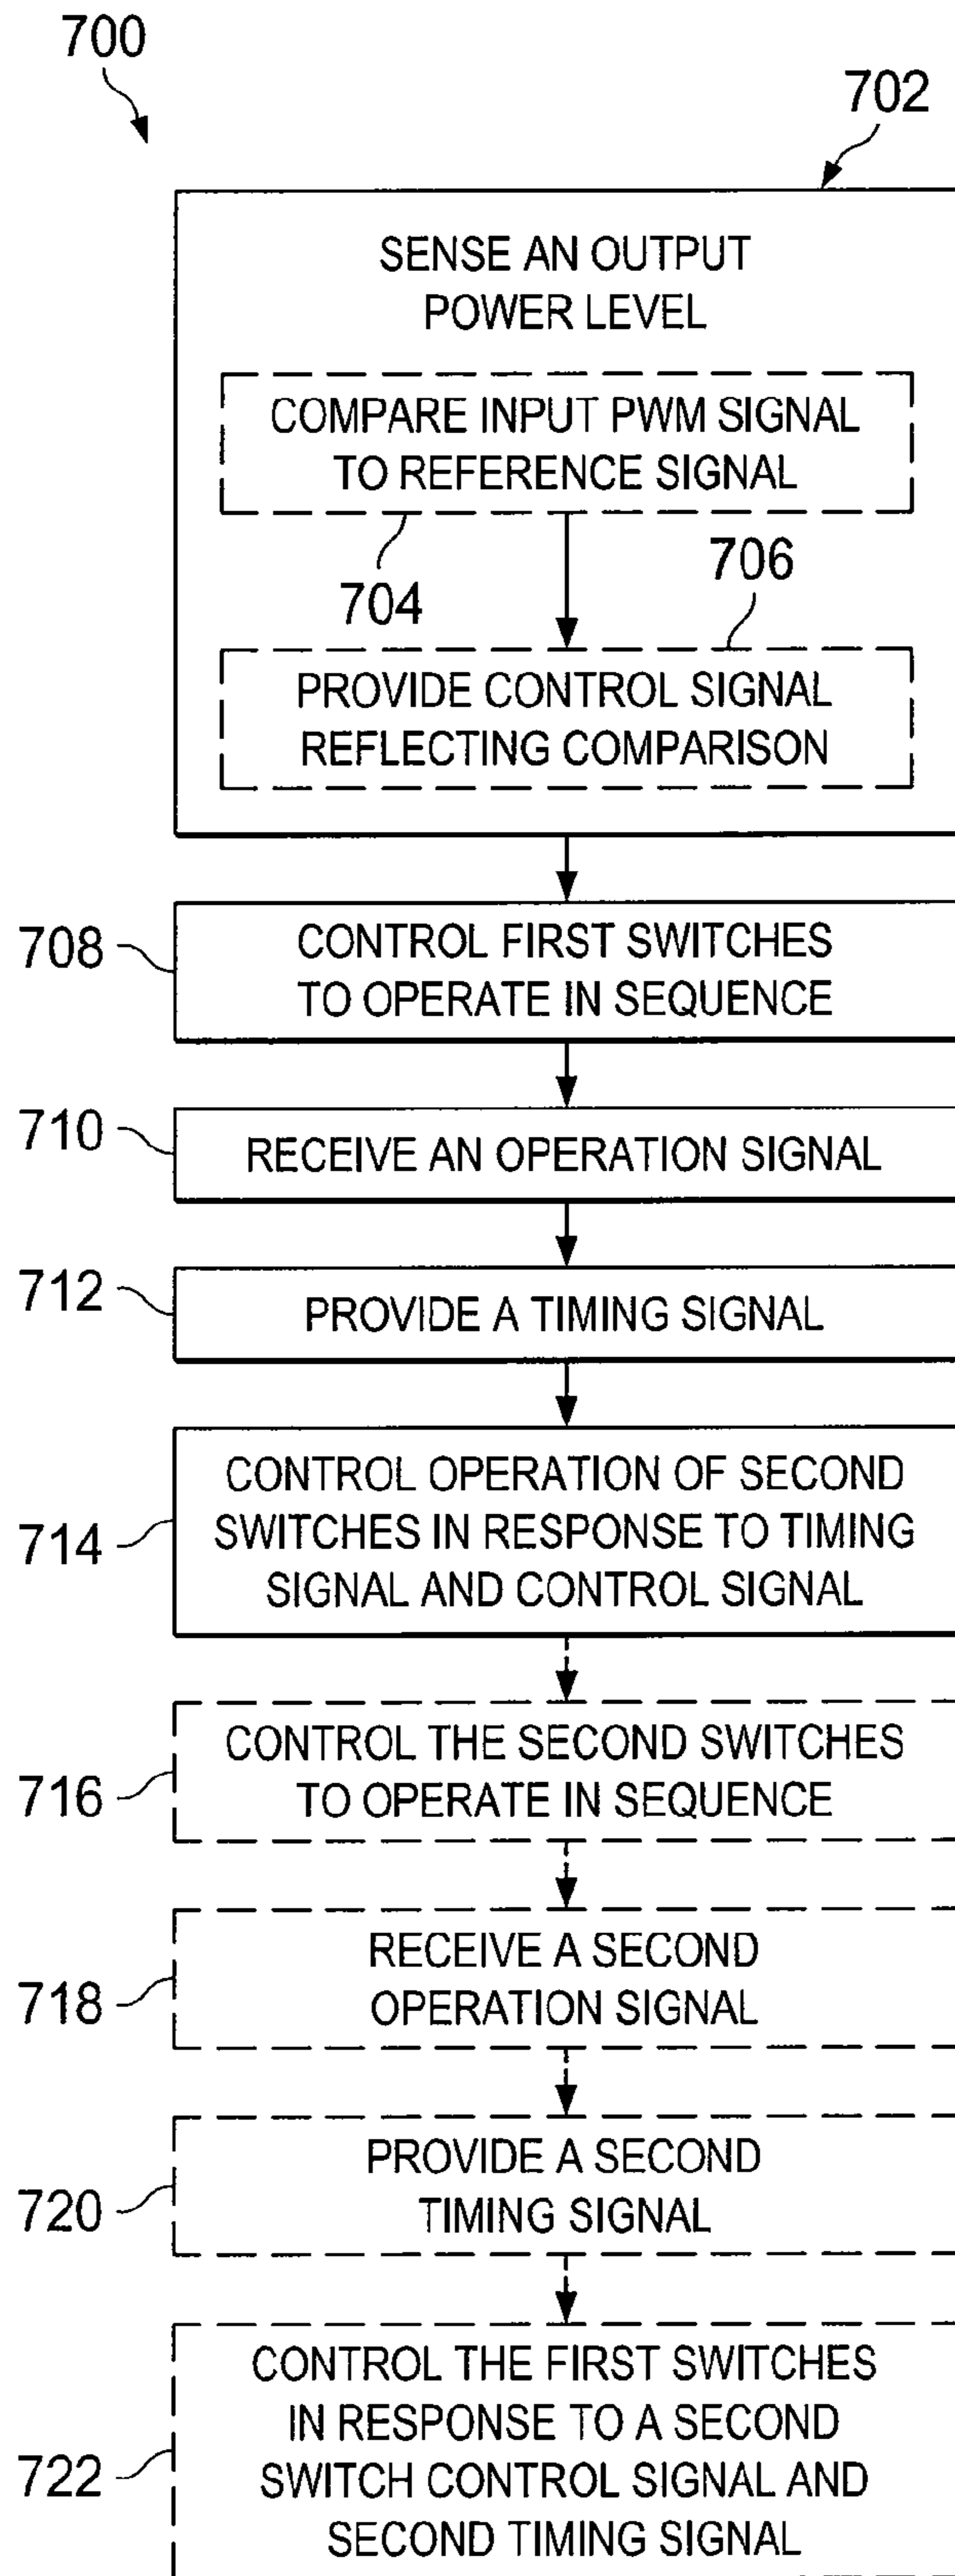 700
702
SENSE AN OUTPUT
POWER LEVEL
COMPARE INPUT PWM SIGNAL
TO REFERENCE SIGNAL
704
706
PROVIDE CONTROL SIGNAL
REFLECTING COMPARISON
708
CONTROL FIRST SWITCHES
TO OPERATE IN SEQUENCE
710
RECEIVE AN OPERATION SIGNAL
712
PROVIDE A TIMING SIGNAL
714
CONTROL OPERATION OF SECOND
SWITCHES IN RESPONSE TO TIMING
SIGNAL AND CONTROL SIGNAL
716
CONTROL THE SECOND SWITCHES
TO OPERATE IN SEQUENCE
718
RECEIVE A SECOND
OPERATION SIGNAL
720
PROVIDE A SECOND
TIMING SIGNAL
722
CONTROL THE FIRST SWITCHES
IN RESPONSE TO A SECOND
SWITCH CONTROL SIGNAL AND
SECOND TIMING SIGNAL